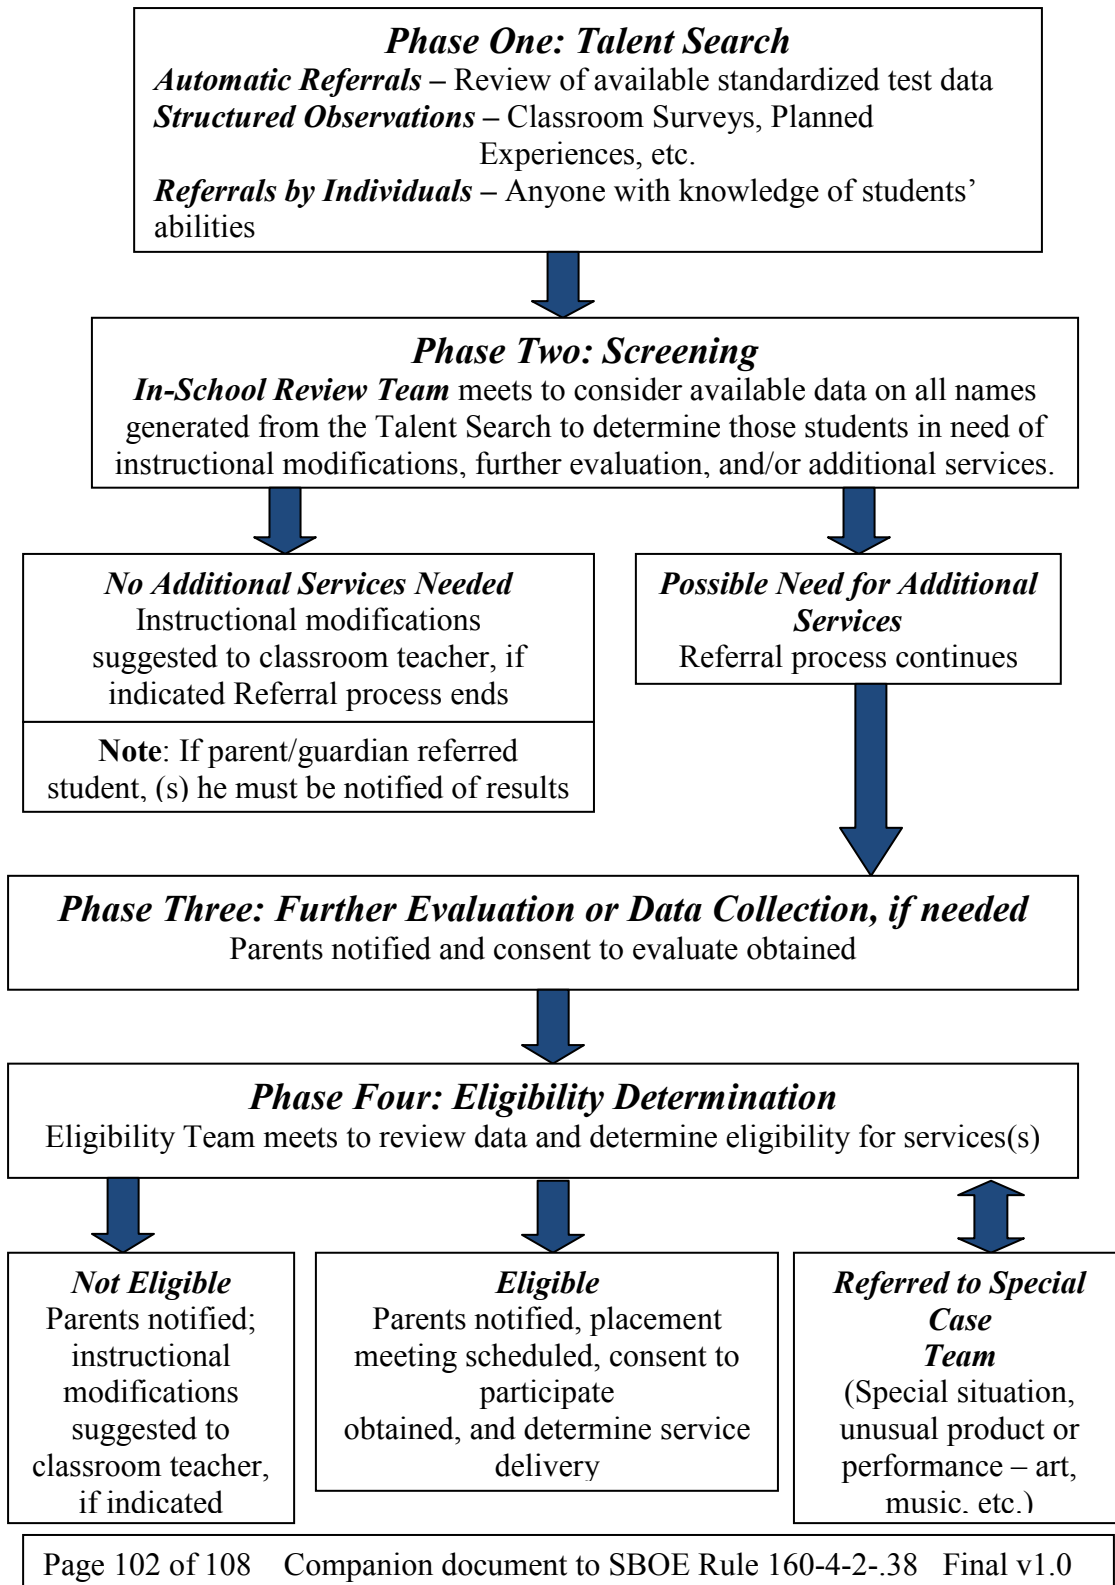 Phase One: Talent Search
Automatic Referrals – Review of available standardized test data
Structured Observations – Classroom Surveys, Planned
Experiences, etc.
Referrals by Individuals – Anyone with knowledge of students’
abilities
Phase Two: Screening
In-School Review Team meets to consider available data on all names
generated from the Talent Search to determine those students in need of
instructional modifications, further evaluation, and/or additional services.
No Additional Services Needed
Instructional modifications
suggested to classroom teacher, if
indicated Referral process ends
Note: If parent/guardian referred
student, (s) he must be notified of results
Possible Need for Additional
Services
Referral process continues
Phase Three: Further Evaluation or Data Collection, if needed
Parents notified and consent to evaluate obtained
Phase Four: Eligibility Determination
Eligibility Team meets to review data and determine eligibility for services(s)
Not Eligible
Parents notified;
instructional
modifications
suggested to
classroom teacher,
if indicated
Eligible
Parents notified, placement
meeting scheduled, consent to
participate
obtained, and determine service
delivery
Referred to Special
Case
Team
(Special situation,
unusual product or
performance – art,
music, etc.)
Page 102 of 108 Companion document to SBOE Rule 160-4-2-.38 Final v1.0